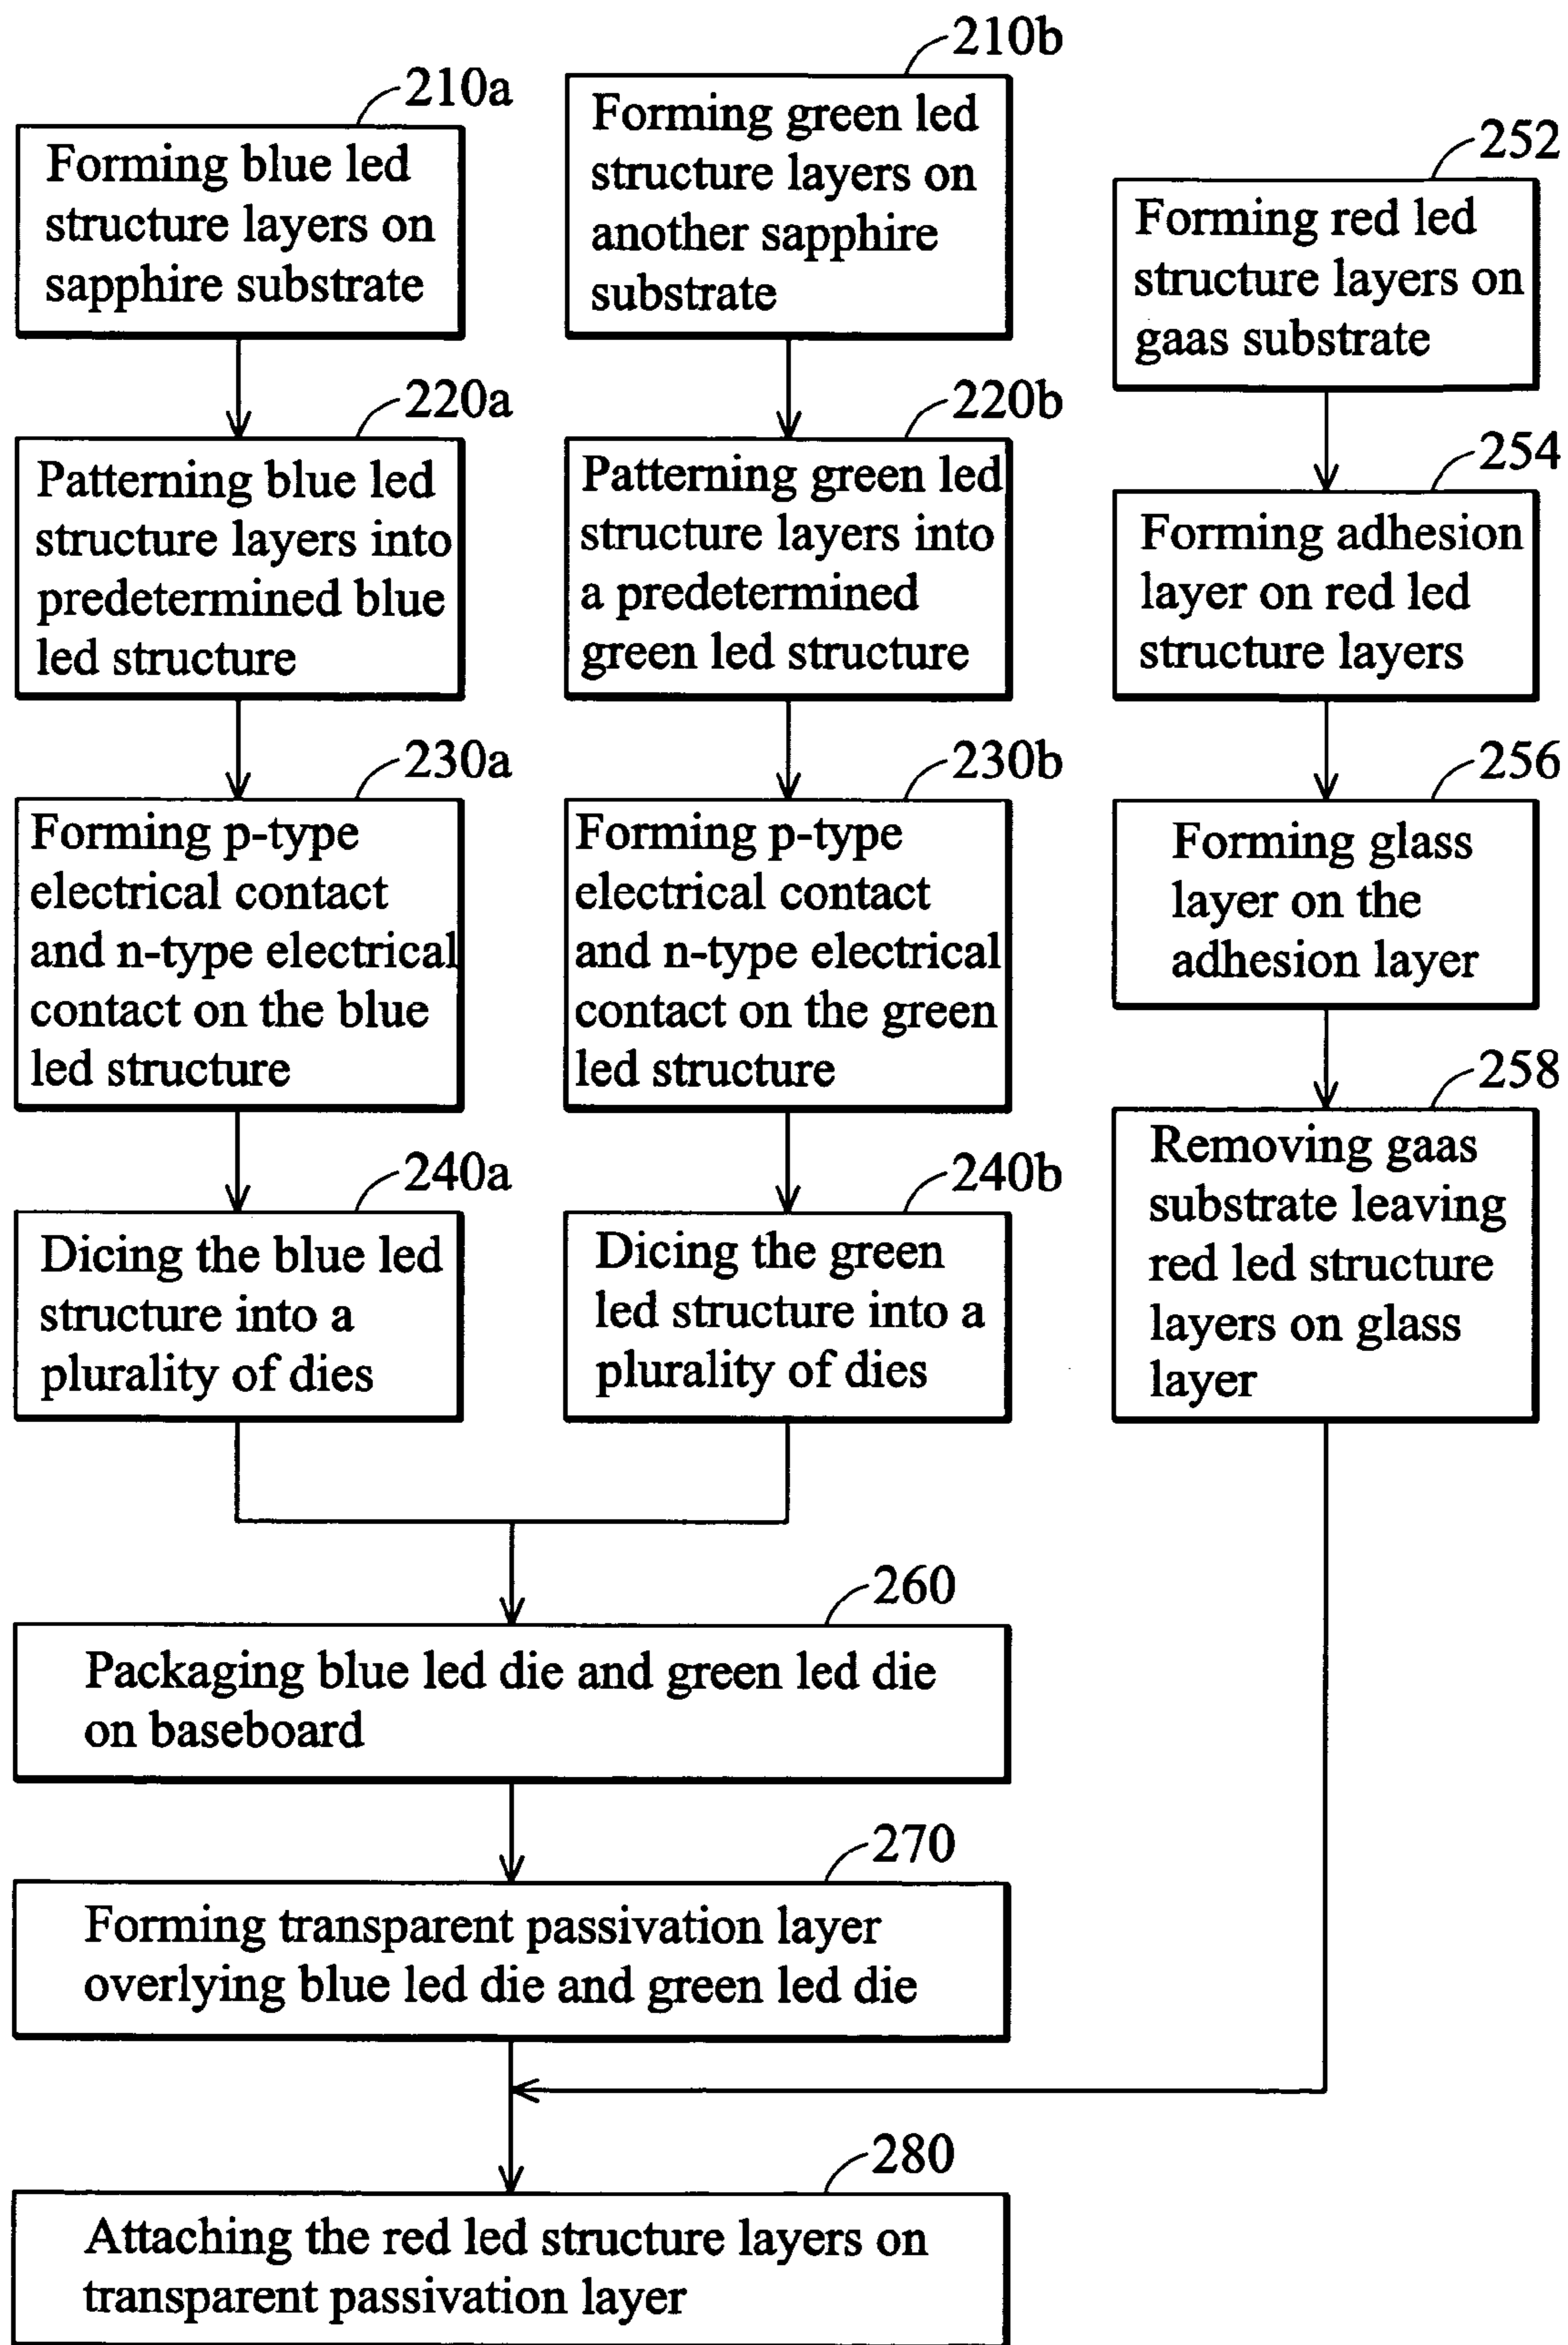 210a
Forming blue led
structure layers on
sapphire substrate
220a
Patterning blue led
structure layers into
predetermined blue
led structure
230a
Forming p-type
electrical contact
and n-type electrical
contact on the blue
led structure
240a
Dicing the blue led
structure into a
plurality of dies
210b
Forming green led
structure layers on
another sapphire
substrate
220b
Patterning green led
structure layers into
a predetermined
green led structure
230b
Forming p-type
electrical contact
and n-type electrical
contact on the green
led structure
240b
Dicing the green
led structure into a
plurality of dies
252
Forming red led
structure layers on
gaas substrate
254
Forming adhesion
layer on red led
structure layers
256
Forming glass
layer on the
adhesion layer
258
Removing gaas
substrate leaving
red led structure
layers on glass
layer
260
Packaging blue led die and green led die
on baseboard
270
Forming transparent passivation layer
overlying blue led die and green led die
280
Attaching the red led structure layers on
transparent passivation layer